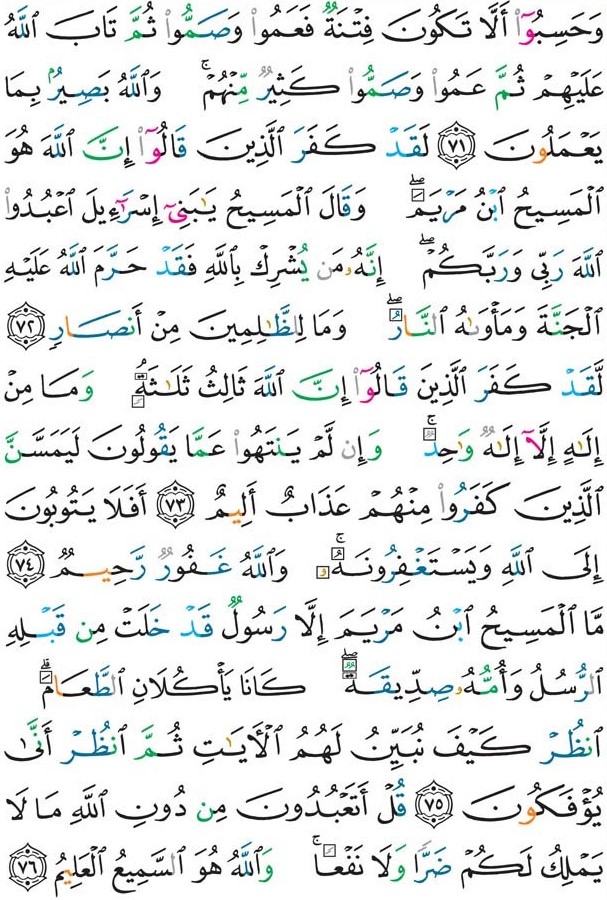 وَحَسِبُوٓا۟ أَلَّا تَكُونَ فِتْنَةٌ فَعَمُوا۟ وَصَمُّوا۟ ثُمَّ تَابَ ٱللَّهُ
عَلَيْهِمْ ثُمَّ عَمُوا۟ وَصَمُّوا۟ كَثِيرٌ مِّنْهُمْ ۚ وَٱللَّهُ بَصِيرٌۢ بِمَا
يَعْمَلُونَ ٧١ لَقَدْ كَفَرَ ٱلَّذِينَ قَالُوٓا۟ إِنَّ ٱللَّهَ هُوَ
ٱلْمَسِيحُ ٱبْنُ مَرْيَمَ ۖ وَقَالَ ٱلْمَسِيحُ يَـٰبَنِىٓ إِسْرَٰٓءِيلَ ٱعْبُدُوا۟
ٱللَّهَ رَبِّى وَرَبَّكُمْ ۖ إِنَّهُۥ مَن يُشْرِكْ بِٱللَّهِ فَقَدْ حَرَّمَ ٱللَّهُ عَلَيْهِ
ٱلْجَنَّةَ وَمَأْوَىٰهُ ٱلنَّارُ ۖ وَمَا لِلظَّـٰلِمِينَ مِنْ أَنصَارٍ ٧٢
لَّقَدْ كَفَرَ ٱلَّذِينَ قَالُوٓا۟ إِنَّ ٱللَّهَ ثَالِثُ ثَلَـٰثَةٍ ۘ وَمَا مِنْ
إِلَـٰهٍ إِلَّآ إِلَـٰهٌ وَٰحِدٌ ۚ وَإِن لَّمْ يَنتَهُوا۟ عَمَّا يَقُولُونَ لَيَمَسَّنَّ
ٱلَّذِينَ كَفَرُوا۟ مِنْهُمْ عَذَابٌ أَلِيمٌ ٧٣ أَفَلَا يَتُوبُونَ
إِلَى ٱللَّهِ وَيَسْتَغْفِرُونَهُۥ ۚ وَٱللَّهُ غَفُورٌ رَّحِيمٌ ٧٤
مَّا ٱلْمَسِيحُ ٱبْنُ مَرْيَمَ إِلَّا رَسُولٌ قَدْ خَلَتْ مِن قَبْلِهِ
ٱلرُّسُلُ وَأُمُّهُۥ صِدِّيقَةٌ ۖ كَانَا يَأْكُلَانِ ٱلطَّعَامَ ۗ
ٱنظُرْ كَيْفَ نُبَيِّنُ لَهُمُ ٱلْـَٔايَـٰتِ ثُمَّ ٱنظُرْ أَنَّىٰ
يُؤْفَكُونَ ٧٥ قُلْ أَتَعْبُدُونَ مِن دُونِ ٱللَّهِ مَا لَا
يَمْلِكُ لَكُمْ ضَرًّا وَلَا نَفْعًا ۚ وَٱللَّهُ هُوَ ٱلسَّمِيعُ ٱلْعَلِيمُ ٧٦